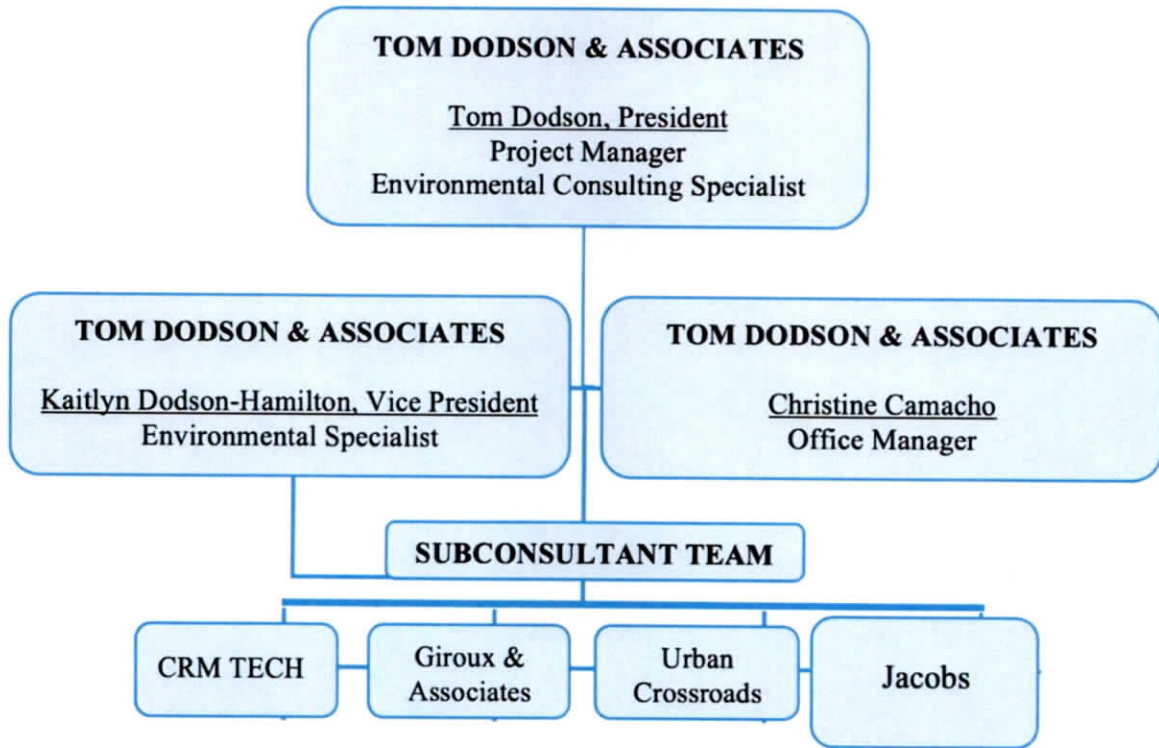 TOM DODSON & ASSOCIATES
Tom Dodson, President
Project Manager
Environmental Consulting Specialist
TOM DODSON & ASSOCIATES
Kaitlyn Dodson-Hamilton, Vice President
Environmental Specialist
TOM DODSON & ASSOCIATES
Christine Camacho
Office Manager
SUBCONSULTANT TEAM
CRM TECH
Giroux &
Associates
Urban
Crossroads
Jacobs